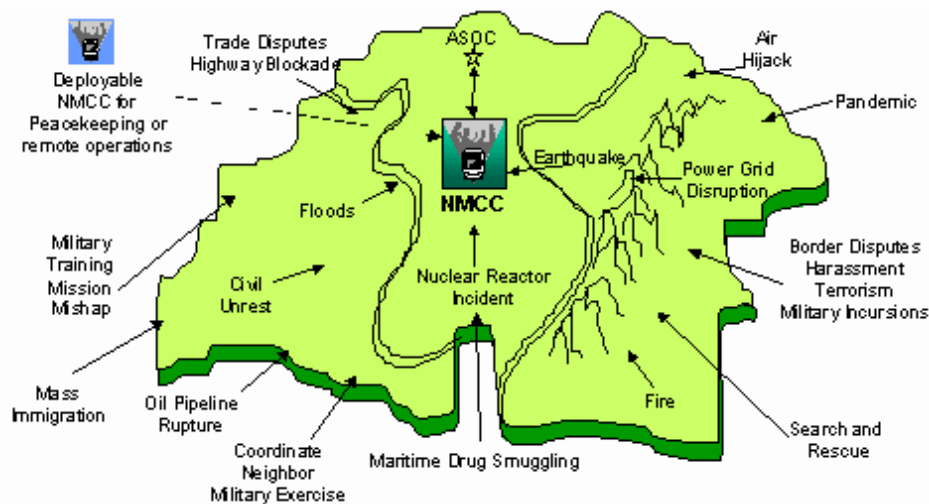 Trade Disputes
Highway Blockade
ASOC
Air
Hijack
Deployable
NMCC for
Peacekeeping or
remote operations
Pandemic
Earthquake
Power Grid
Disruption
NMCC
Floods
Military
Training
Mission
Mishap
Civil
Unrest
Nuclear Reactor
Incident
Border Disputes
Harassment
Terrorism
Military Incursions
Mass
Immigration
Oil Pipeline
Rupture
Fire
Search and
Rescue
Coordinate
Neighbor
Military Exercise
Maritime Drug Smuggling